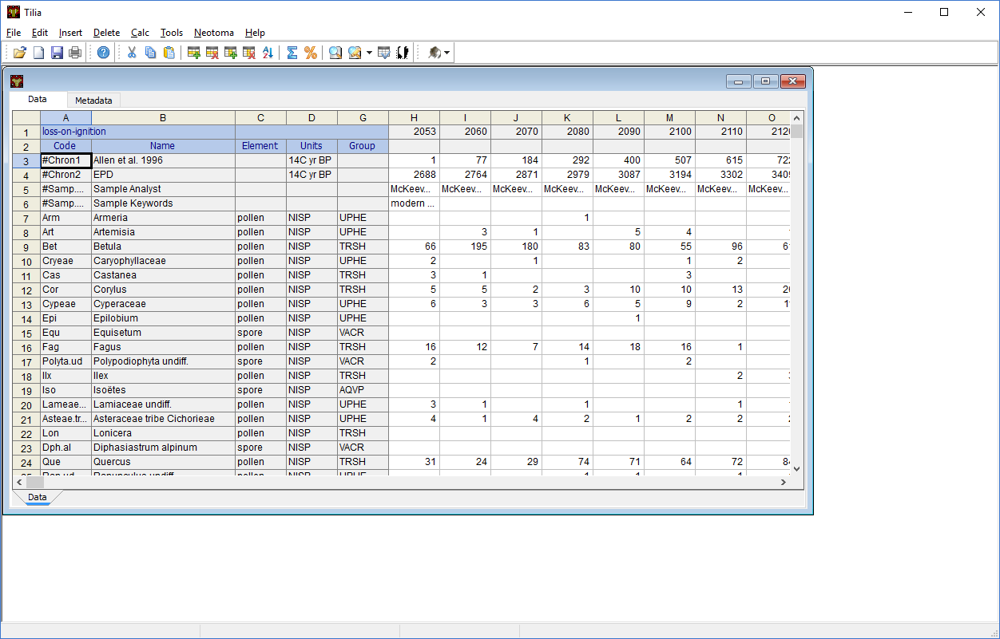 Tilia
File Edit Insert Delete Calc Tools Neotoma Help
Data Metadata
A B C D G H I J K L M N O
1 loss-on-ignition 2053 2060 2070 2080 2090 2100 2110 2120
2 Code Name Element Units Group
3 #Chron1 Allen et al. 1996 14C yr BP 1 77 184 292 400 507 615 722
4 #Chron2 EPD 14C yr BP 2688 2764 2871 2979 3087 3194 3302 3409
5 #Samp.... Sample Analyst McKeev... McKeev... McKeev... McKeev... McKeev... McKeev... McKeev... McKeev...
6 #Samp.... Sample Keywords modern ...
7 Arm Armeria pollen NISP UPHE 1
8 Art Artemisia pollen NISP UPHE 3 1 5 4
9 Bet Betula pollen NISP TRSH 66 195 180 83 80 55 96
10 Cryeae Caryophyllaceae pollen NISP UPHE 2 1 1 2
11 Cas Castanea pollen NISP TRSH 3 1 3
12 Cor Corylus pollen NISP TRSH 5 5 2 3 10 10 13
13 Cypeae Cyperaceae pollen NISP UPHE 6 3 3 6 5 9 2
14 Epi Epilobium pollen NISP UPHE 1
15 Equ Equisetum spore NISP VACR
16 Fag Fagus pollen NISP TRSH 16 12 7 14 18 16 1
17 Polyta.ud Polypodiophyta undiff. spore NISP VACR 2 1 2
18 Ilx Ilex pollen NISP TRSH 2
19 Iso Isoëtes spore NISP AQVP
20 Lameae... Lamiaceae undiff. pollen NISP UPHE 3 1 1 1
21 Asteae.tr... Asteraceae tribe Cichorieae pollen NISP UPHE 4 1 4 2 1 2 2
22 Lon Lonicera pollen NISP TRSH
23 Dph.al Diphasiastrum alpinum spore NISP VACR
24 Que Quercus pollen NISP TRSH 31 24 29 74 71 64 72
25 Ran.ud Ranunculus undiff. pollen NISP UPHE 1 1 1
Data